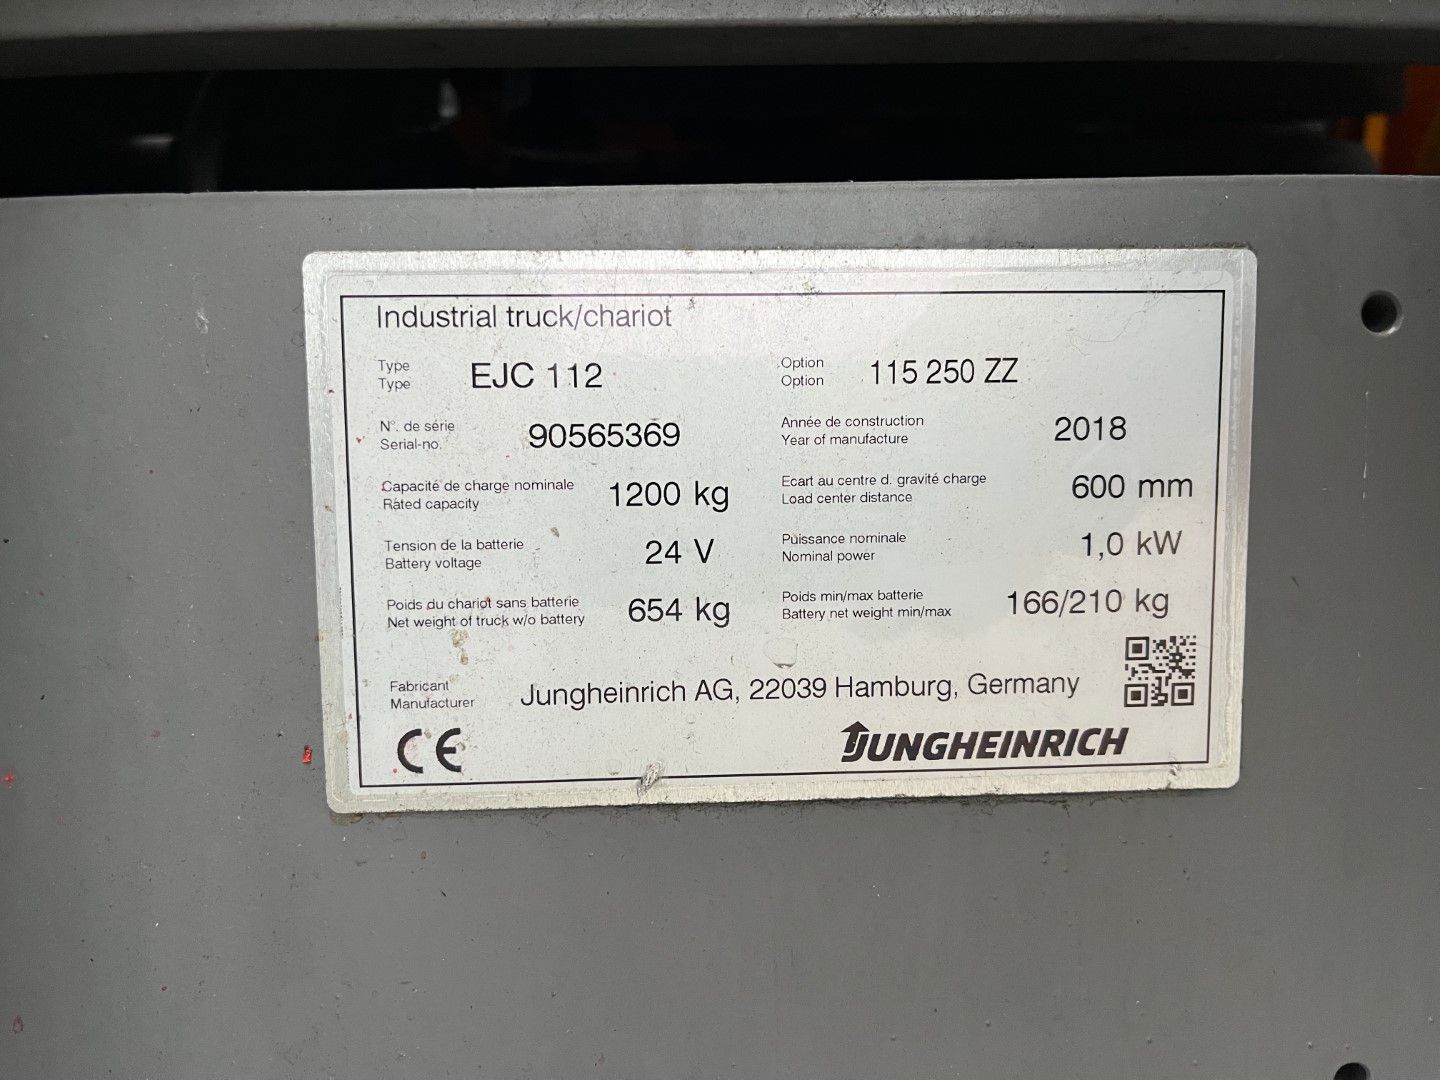 Industrial truck/chariot
Type
Type
EJC 112
Option
Option
115 250 ZZ
N°. de série
Serial-no.
90565369
Année de construction
Year of manufacture
2018
Capacité de charge nominale
Rated capacity
1200 kg
Ecart au centre d. gravité charge
Load center distance
600 mm
Tension de la batterie
Battery voltage
24 V
Puissance nominale
Nominal power
1,0 kW
Poids du chariot sans batterie
Net weight of truck w/o battery
654 kg
Poids min/max batterie
Battery net weight min/max
166/210 kg
Fabricant
Manufacturer
Jungheinrich AG, 22039 Hamburg, Germany
CE
JUNGHEINRICH